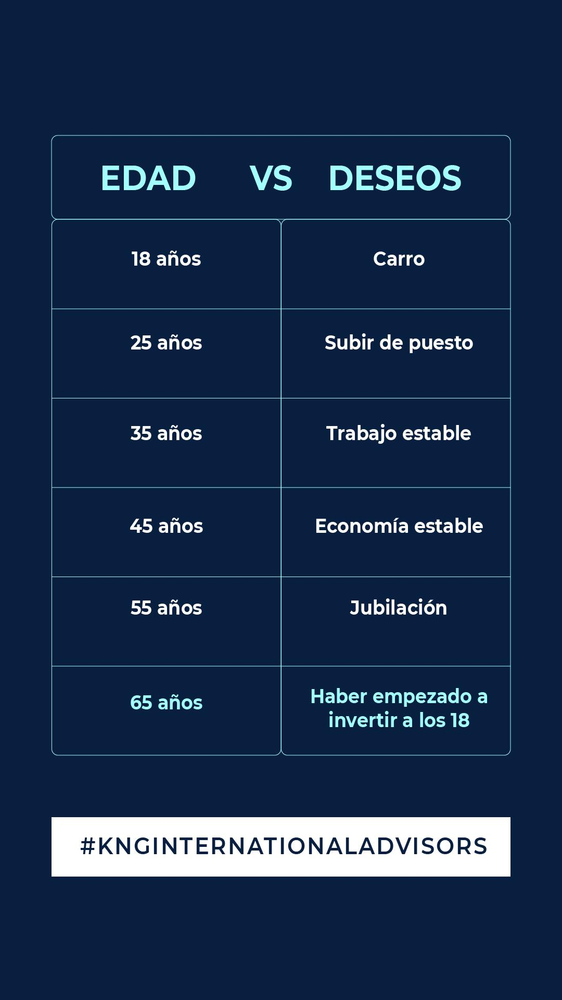 EDAD VS DESEOS
18 años Carro
25 años Subir de puesto
35 años Trabajo estable
45 años Economía estable
55 años Jubilación
65 años Haber empezado a
invertir a los 18
#KNGINTERNATIONALADVISORS